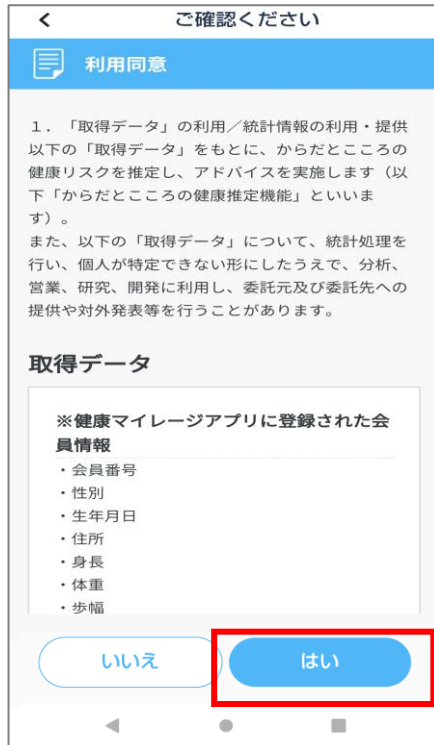 ご確認ください
利用同意
1．「取得データ」の利用／統計情報の利用・提供
以下の「取得データ」をもとに、からだとこころの
健康リスクを推定し、アドバイスを実施します（以
下「からだとこころの健康推定機能」といいま
す）。
また、以下の「取得データ」について、統計処理を
行い、個人が特定できない形にしたうえで、分析、
営業、研究、開発に利用し、委託元及び委託先への
提供や対外発表等を行うことがあります。
取得データ
※健康マイレージアプリに登録された会
員情報
・会員番号
・性別
・生年月日
・住所
・身長
・体重
・歩幅
いいえ
はい